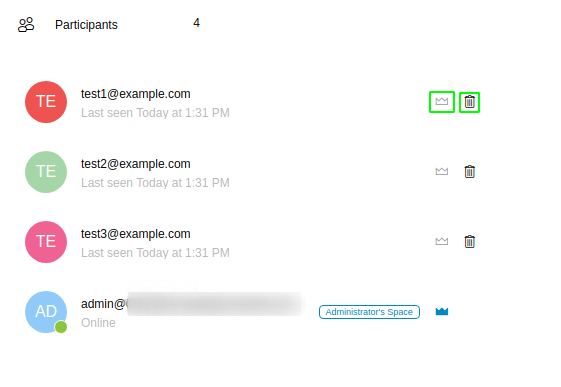 Participants 4
TE test1@example.com
Last seen Today at 1:31 PM
TE test2@example.com
Last seen Today at 1:31 PM
TE test3@example.com
Last seen Today at 1:31 PM
AD admin@ Administrator's Space
Online